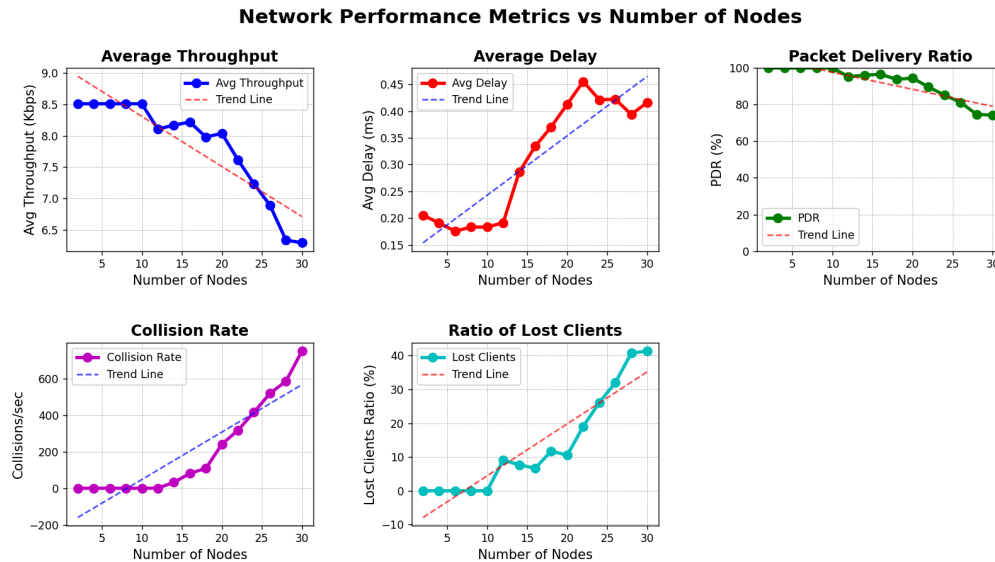 Network Performance Metrics vs Number of Nodes
Average Throughput
Avg Throughput (Kbps)
9.0
8.5
8.0
7.5
7.0
6.5
Avg Throughput
Trend Line
5 10 15 20 25 30
Number of Nodes
Average Delay
Avg Delay (ms)
0.45
0.40
0.35
0.30
0.25
0.20
0.15
Avg Delay
Trend Line
5 10 15 20 25 30
Number of Nodes
Packet Delivery Ratio
PDR (%)
100
80
60
40
20
0
PDR
Trend Line
5 10 15 20 25 30
Number of Nodes
Collision Rate
Collisions/sec
600
400
200
0
−200
Collision Rate
Trend Line
5 10 15 20 25 30
Number of Nodes
Ratio of Lost Clients
Lost Clients Ratio (%)
40
30
20
10
0
−10
Lost Clients
Trend Line
5 10 15 20 25 30
Number of Nodes